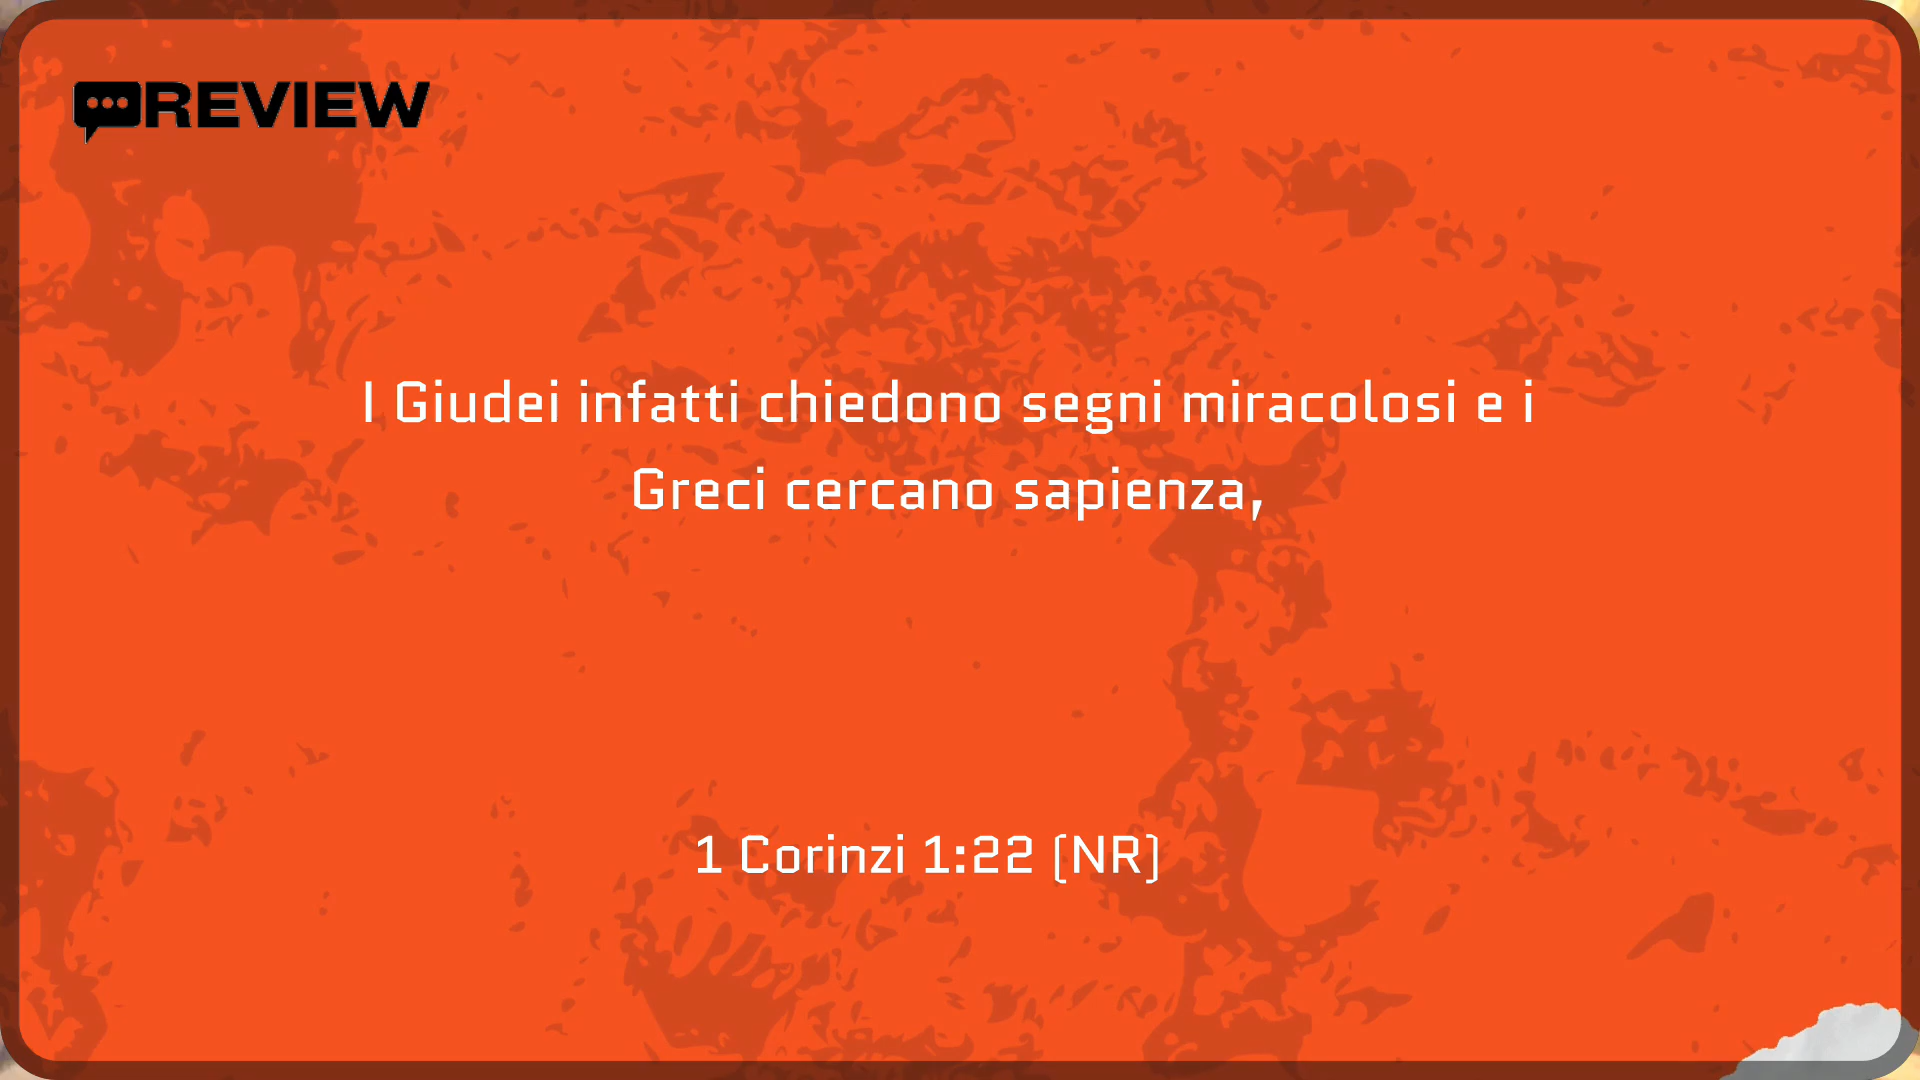 REVIEW
I Giudei infatti chiedono segni miracolosi e i
Greci cercano sapienza,
1 Corinzi 1:22 (NR)